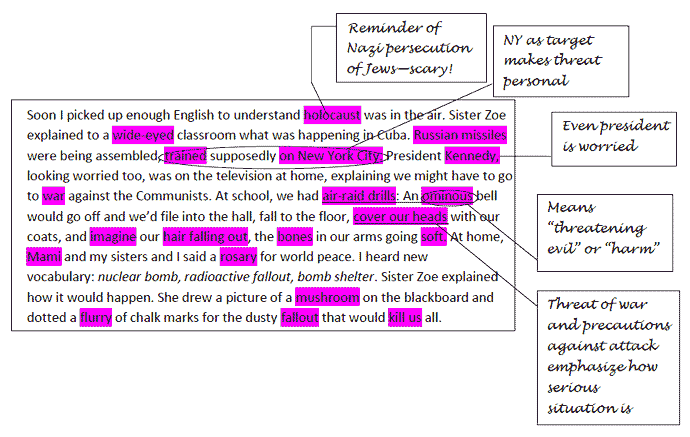 Reminder of
Nazi persecution
of Jews—scary!
NY as target
makes threat
personal
Soon I picked up enough English to understand holocaust was in the air. Sister Zoe
explained to a wide-eyed classroom what was happening in Cuba. Russian missiles
were being assembled, trained supposedly on New York City. President Kennedy,
looking worried too, was on the television at home, explaining we might have to go
to war against the Communists. At school, we had air-raid drills: An ominous bell
would go off and we'd file into the hall, fall to the floor, cover our heads with our
coats, and imagine our hair falling out, the bones in our arms going soft. At home,
Mami and my sisters and I said a rosary for world peace. I heard new
vocabulary: nuclear bomb, radioactive fallout, bomb shelter. Sister Zoe explained
how it would happen. She drew a picture of a mushroom on the blackboard and
dotted a flurry of chalk marks for the dusty fallout that would kill us all.
Even president
is worried
Means
“threatening
evil” or “harm”
Threat of war
and precautions
against attack
emphasize how
serious
situation is